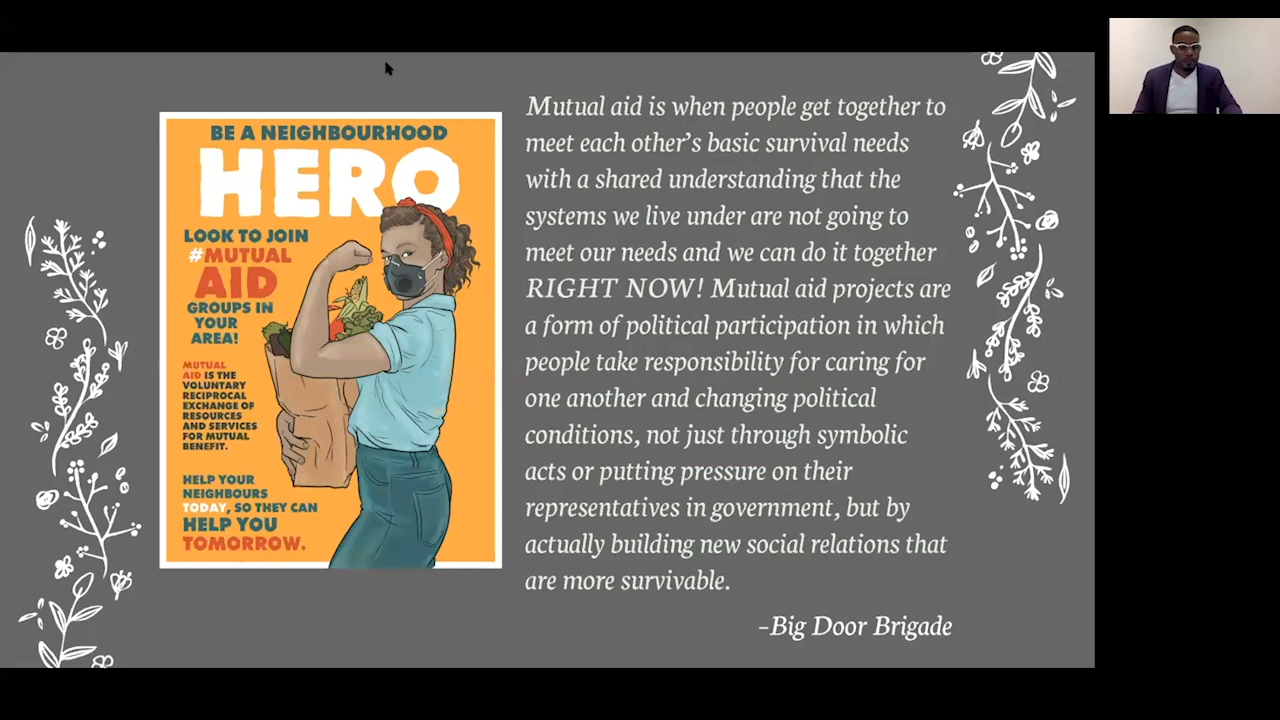 BE A NEIGHBOURHOOD
HERO
LOOK TO JOIN
#MUTUAL
AID
GROUPS IN
YOUR
AREA!
MUTUAL
AID IS THE
VOLUNTARY
RECIPROCAL
EXCHANGE OF
RESOURCES
AND SERVICES
FOR MUTUAL
BENEFIT.
HELP YOUR
NEIGHBOURS
TODAY, SO THEY CAN
HELP YOU
TOMORROW.
Mutual aid is when people get together to
meet each other's basic survival needs
with a shared understanding that the
systems we live under are not going to
meet our needs and we can do it together
RIGHT NOW! Mutual aid projects are
a form of political participation in which
people take responsibility for caring for
one another and changing political
conditions, not just through symbolic
acts or putting pressure on their
representatives in government, but by
actually building new social relations that
are more survivable.
–Big Door Brigade